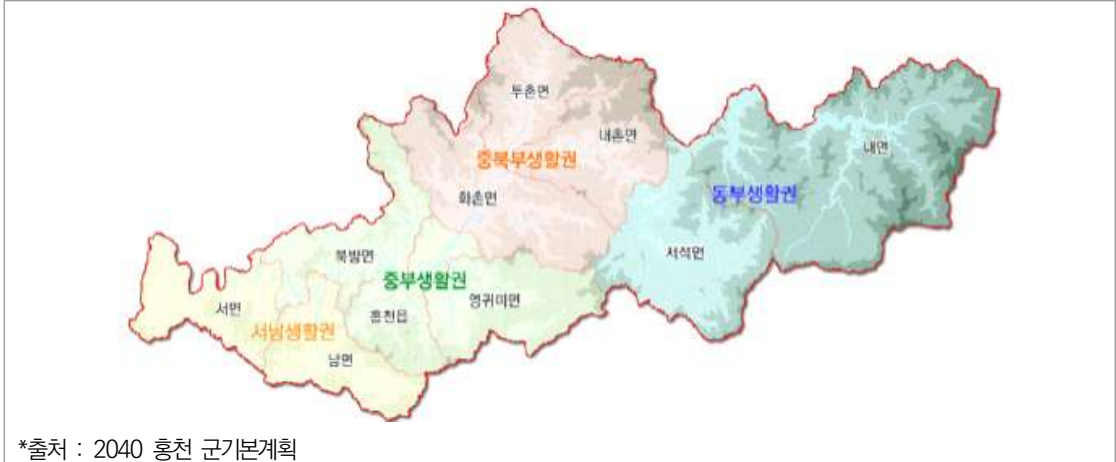 두촌면
내촌면
내면
중북부생활권
동부생활권
화촌면
서석면
북방면
중부생활권
영귀미면
서면
홍천읍
서남생활권
남면
*출처 : 2040 홍천 군기본계획